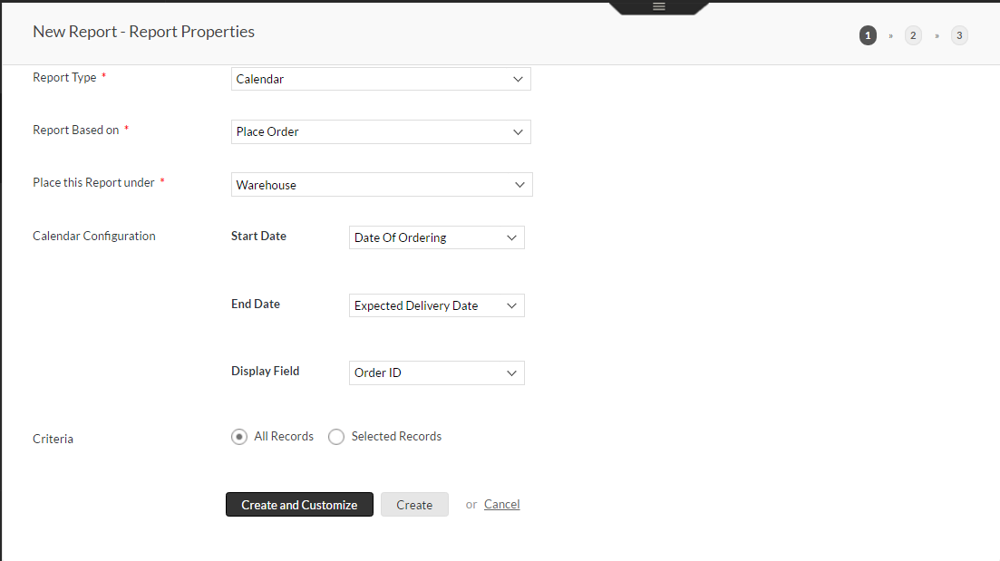 New Report - Report Properties
1 » 2 » 3
Report Type * Calendar
Report Based on * Place Order
Place this Report under * Warehouse
Calendar Configuration Start Date Date Of Ordering
End Date Expected Delivery Date
Display Field Order ID
Criteria All Records Selected Records
Create and Customize Create or Cancel